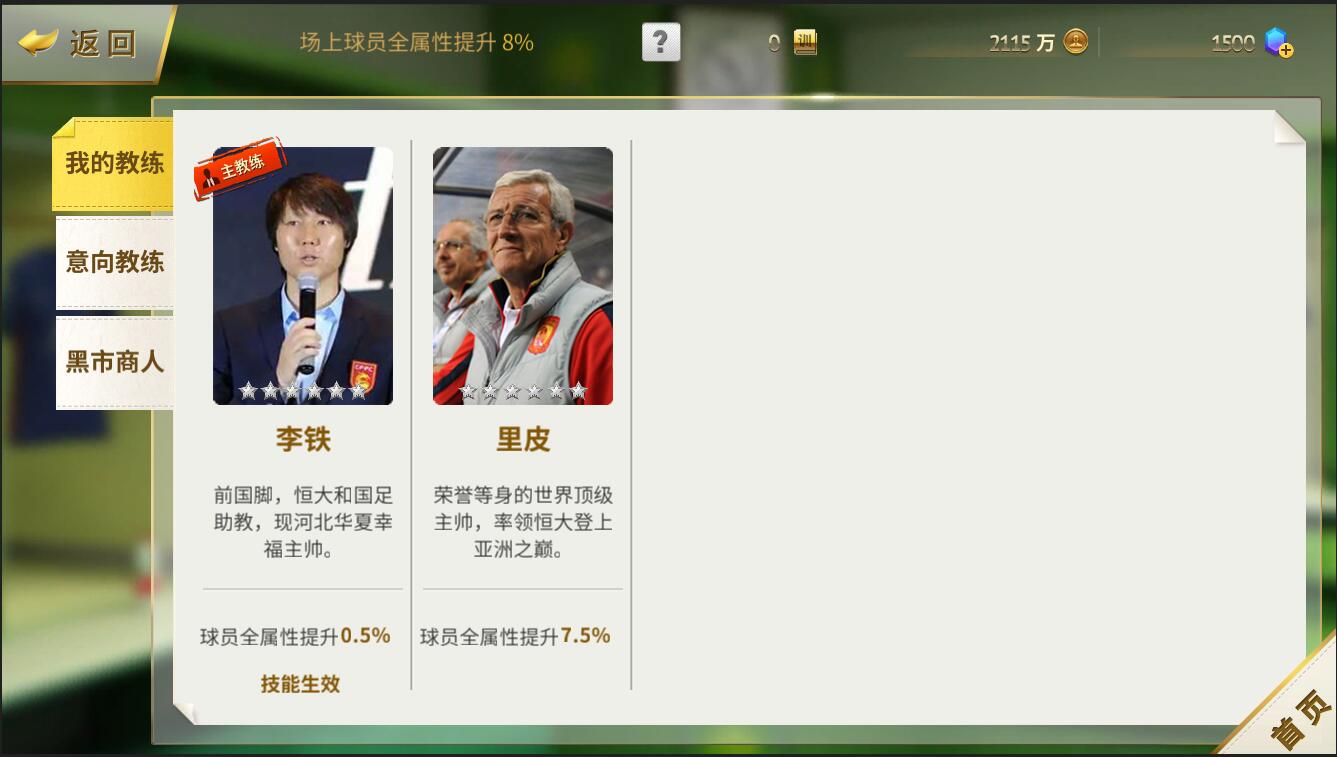 返回
场上球员全属性提升 8%
?
0
训
2115 万
1500
我的教练
意向教练
黑市商人
主教练
李铁
前国脚，恒大和国足
助教，现河北华夏幸
福主帅。
球员全属性提升0.5%
技能生效
里皮
荣誉等身的世界顶级
主帅，率领恒大登上
亚洲之巅。
球员全属性提升7.5%
首页